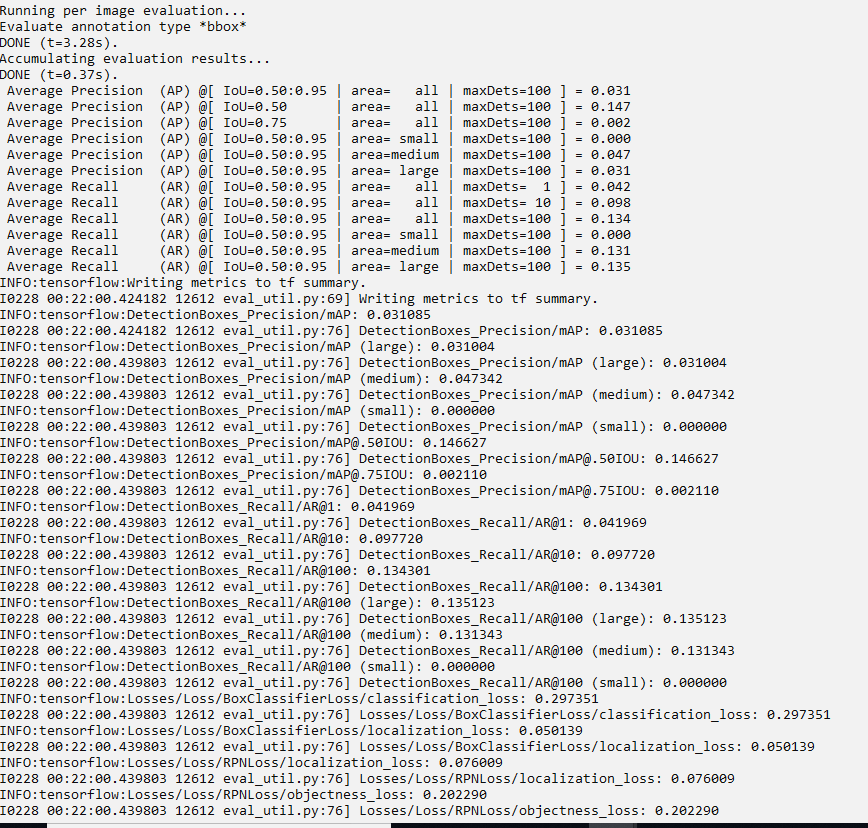 Running per image evaluation...
Evaluate annotation type *bbox*
DONE (t=3.28s).
Accumulating evaluation results...
DONE (t=0.37s).
 Average Precision  (AP) @[ IoU=0.50:0.95 | area=   all | maxDets=100 ] = 0.031
 Average Precision  (AP) @[ IoU=0.50      | area=   all | maxDets=100 ] = 0.147
 Average Precision  (AP) @[ IoU=0.75      | area=   all | maxDets=100 ] = 0.002
 Average Precision  (AP) @[ IoU=0.50:0.95 | area= small | maxDets=100 ] = 0.000
 Average Precision  (AP) @[ IoU=0.50:0.95 | area=medium | maxDets=100 ] = 0.047
 Average Precision  (AP) @[ IoU=0.50:0.95 | area= large | maxDets=100 ] = 0.031
 Average Recall     (AR) @[ IoU=0.50:0.95 | area=   all | maxDets=  1 ] = 0.042
 Average Recall     (AR) @[ IoU=0.50:0.95 | area=   all | maxDets= 10 ] = 0.098
 Average Recall     (AR) @[ IoU=0.50:0.95 | area=   all | maxDets=100 ] = 0.134
 Average Recall     (AR) @[ IoU=0.50:0.95 | area= small | maxDets=100 ] = 0.000
 Average Recall     (AR) @[ IoU=0.50:0.95 | area=medium | maxDets=100 ] = 0.131
 Average Recall     (AR) @[ IoU=0.50:0.95 | area= large | maxDets=100 ] = 0.135
INFO:tensorflow:Writing metrics to tf summary.
I0228 00:22:00.424182 12612 eval_util.py:69] Writing metrics to tf summary.
INFO:tensorflow:DetectionBoxes_Precision/mAP: 0.031085
I0228 00:22:00.424182 12612 eval_util.py:76] DetectionBoxes_Precision/mAP: 0.031085
INFO:tensorflow:DetectionBoxes_Precision/mAP (large): 0.031004
I0228 00:22:00.439803 12612 eval_util.py:76] DetectionBoxes_Precision/mAP (large): 0.031004
INFO:tensorflow:DetectionBoxes_Precision/mAP (medium): 0.047342
I0228 00:22:00.439803 12612 eval_util.py:76] DetectionBoxes_Precision/mAP (medium): 0.047342
INFO:tensorflow:DetectionBoxes_Precision/mAP (small): 0.000000
I0228 00:22:00.439803 12612 eval_util.py:76] DetectionBoxes_Precision/mAP (small): 0.000000
INFO:tensorflow:DetectionBoxes_Precision/mAP@.50IOU: 0.146627
I0228 00:22:00.439803 12612 eval_util.py:76] DetectionBoxes_Precision/mAP@.50IOU: 0.146627
INFO:tensorflow:DetectionBoxes_Precision/mAP@.75IOU: 0.002110
I0228 00:22:00.439803 12612 eval_util.py:76] DetectionBoxes_Precision/mAP@.75IOU: 0.002110
INFO:tensorflow:DetectionBoxes_Recall/AR@1: 0.041969
I0228 00:22:00.439803 12612 eval_util.py:76] DetectionBoxes_Recall/AR@1: 0.041969
INFO:tensorflow:DetectionBoxes_Recall/AR@10: 0.097720
I0228 00:22:00.439803 12612 eval_util.py:76] DetectionBoxes_Recall/AR@10: 0.097720
INFO:tensorflow:DetectionBoxes_Recall/AR@100: 0.134301
I0228 00:22:00.439803 12612 eval_util.py:76] DetectionBoxes_Recall/AR@100: 0.134301
INFO:tensorflow:DetectionBoxes_Recall/AR@100 (large): 0.135123
I0228 00:22:00.439803 12612 eval_util.py:76] DetectionBoxes_Recall/AR@100 (large): 0.135123
INFO:tensorflow:DetectionBoxes_Recall/AR@100 (medium): 0.131343
I0228 00:22:00.439803 12612 eval_util.py:76] DetectionBoxes_Recall/AR@100 (medium): 0.131343
INFO:tensorflow:DetectionBoxes_Recall/AR@100 (small): 0.000000
I0228 00:22:00.439803 12612 eval_util.py:76] DetectionBoxes_Recall/AR@100 (small): 0.000000
INFO:tensorflow:Losses/Loss/BoxClassifierLoss/classification_loss: 0.297351
I0228 00:22:00.439803 12612 eval_util.py:76] Losses/Loss/BoxClassifierLoss/classification_loss: 0.297351
INFO:tensorflow:Losses/Loss/BoxClassifierLoss/localization_loss: 0.050139
I0228 00:22:00.439803 12612 eval_util.py:76] Losses/Loss/BoxClassifierLoss/localization_loss: 0.050139
INFO:tensorflow:Losses/Loss/RPNLoss/localization_loss: 0.076009
I0228 00:22:00.439803 12612 eval_util.py:76] Losses/Loss/RPNLoss/localization_loss: 0.076009
INFO:tensorflow:Losses/Loss/RPNLoss/objectness_loss: 0.202290
I0228 00:22:00.439803 12612 eval_util.py:76] Losses/Loss/RPNLoss/objectness_loss: 0.202290